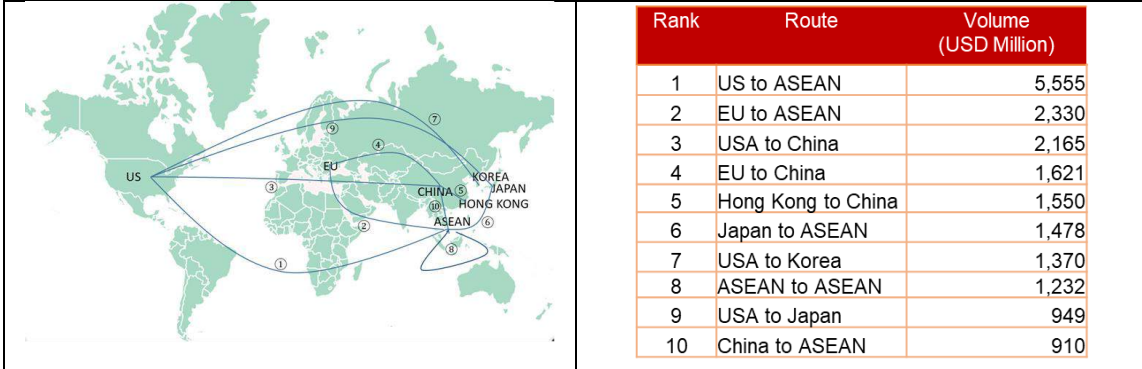 ⑦
⑨
④
EU
US
KOREA
③
CHINA
⑤
JAPAN
HONG KONG
⑩
ASEAN
⑥
②
⑧
①
Rank Route Volume
(USD Million)
1 US to ASEAN 5,555
2 EU to ASEAN 2,330
3 USA to China 2,165
4 EU to China 1,621
5 Hong Kong to China 1,550
6 Japan to ASEAN 1,478
7 USA to Korea 1,370
8 ASEAN to ASEAN 1,232
9 USA to Japan 949
10 China to ASEAN 910